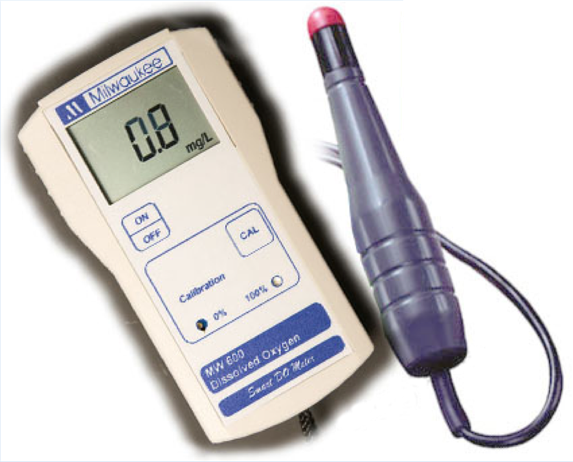 Milwaukee
0.8
mg/L
ON
OFF
CAL
Calibration
0%
100%
MW 600
Dissolved Oxygen
Smart DO Meter